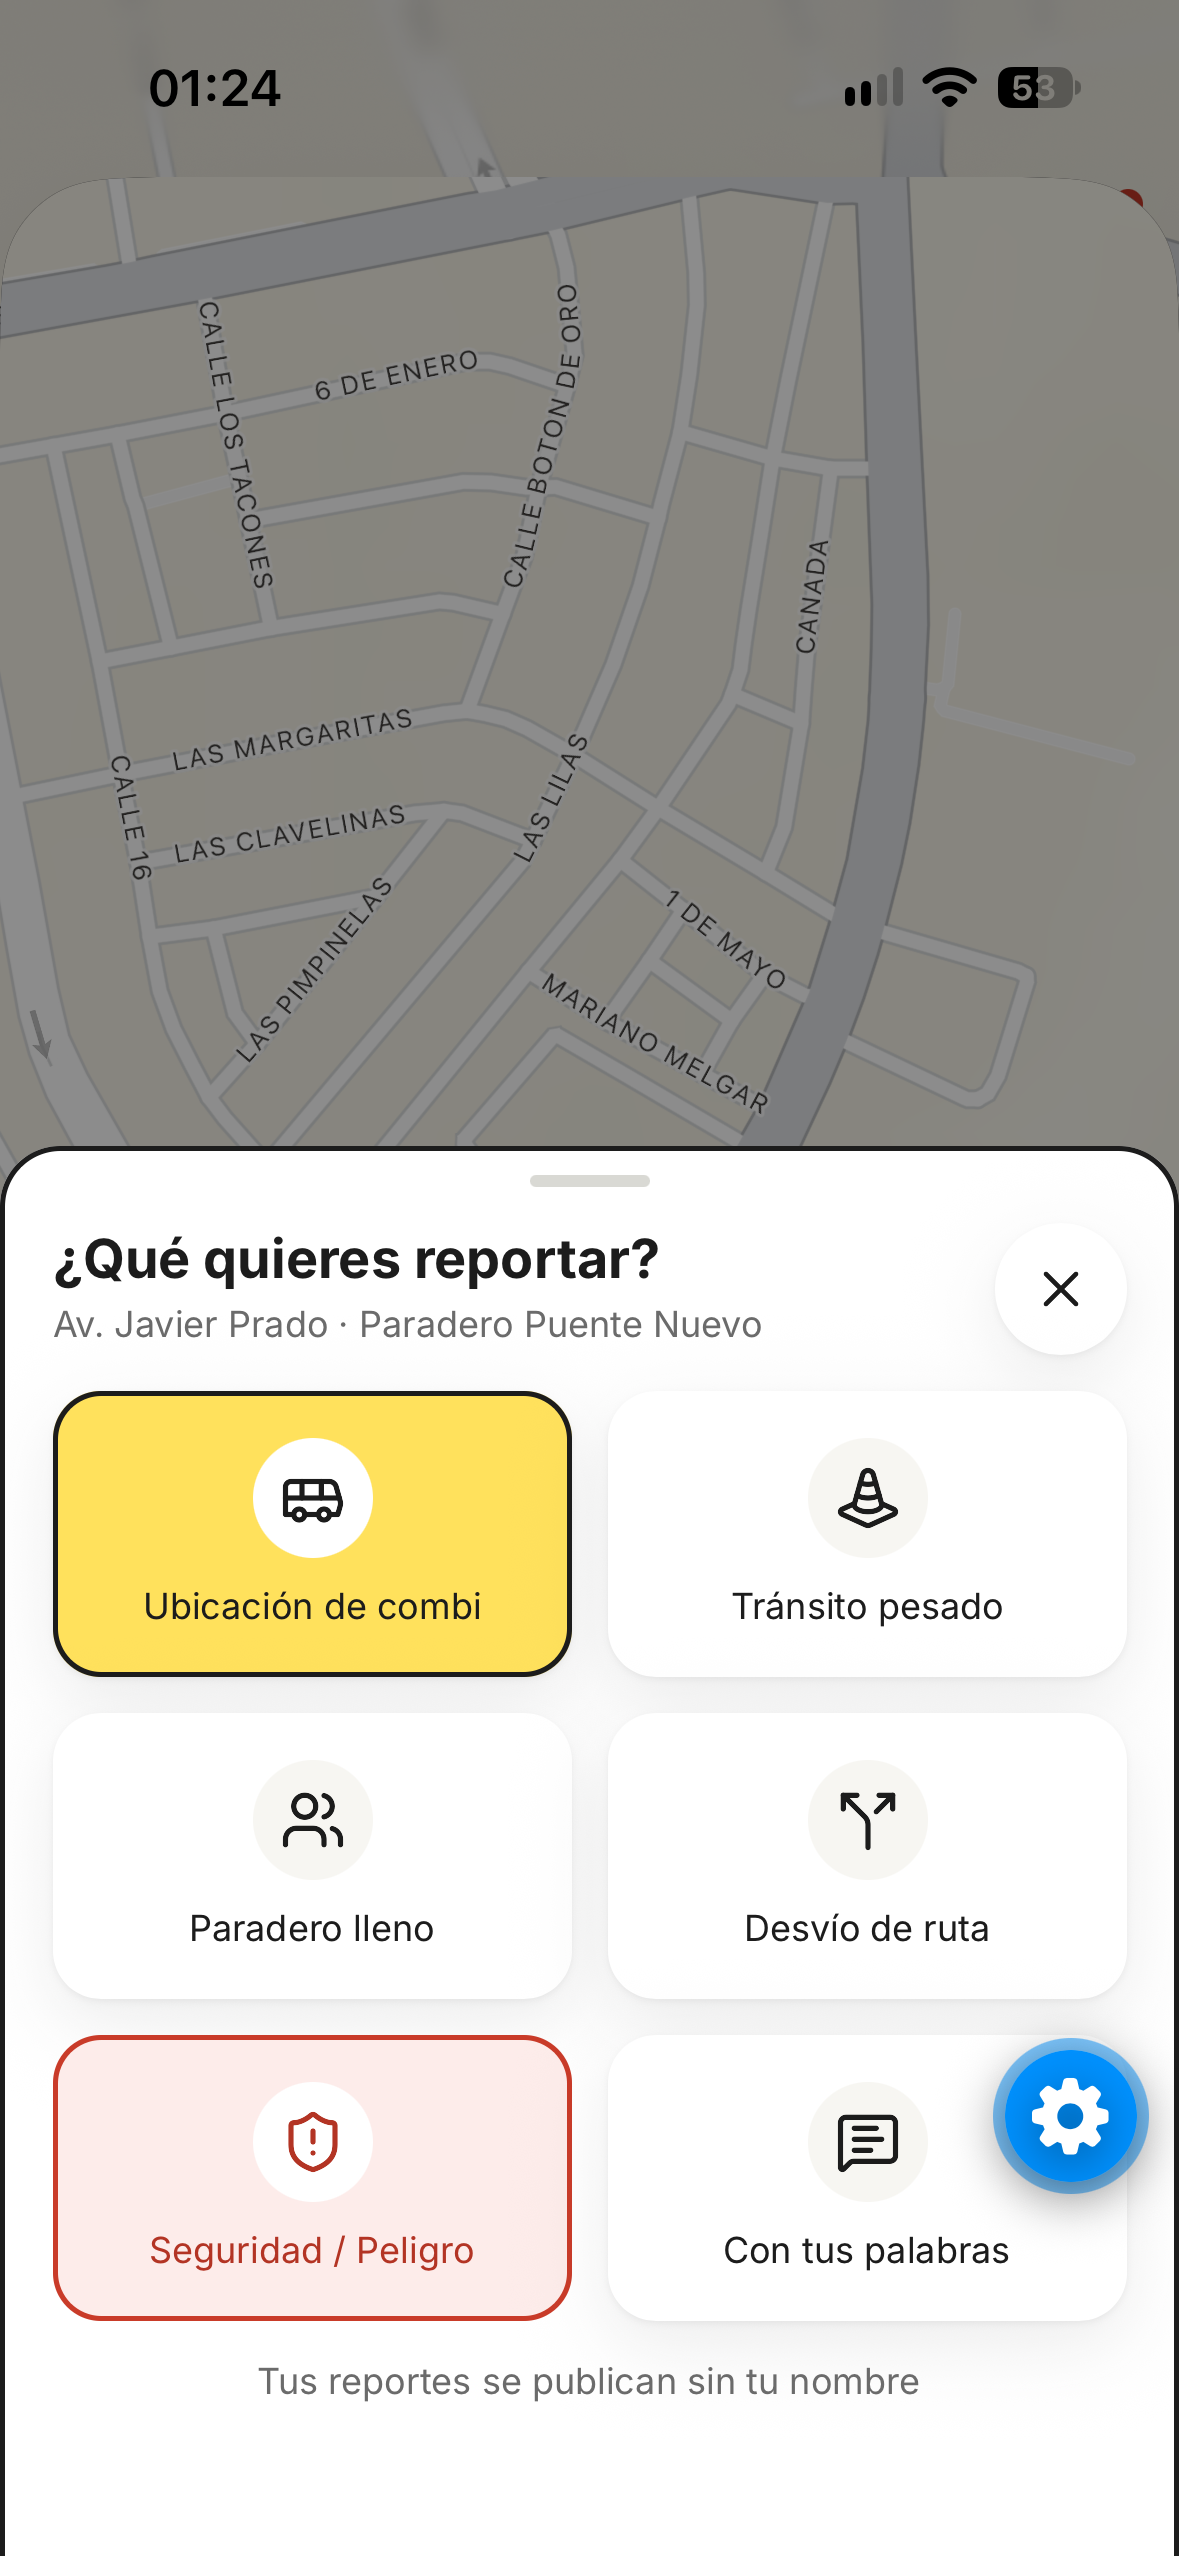 01:24
53
CALLE LOS TACONES
6 DE ENERO
CALLE BOTON DE ORO
CANADA
LAS MARGARITAS
CALLE 16
LAS CLAVELINAS
LAS LILAS
LAS PIMPINELAS
1 DE MAYO
MARIANO MELGAR
¿Qué quieres reportar?
Av. Javier Prado · Paradero Puente Nuevo
Ubicación de combi
Tránsito pesado
Paradero lleno
Desvío de ruta
Seguridad / Peligro
Con tus palabras
Tus reportes se publican sin tu nombre